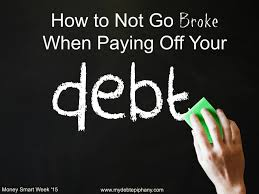 How to Not Go Broke
When Paying Off Your
debt
Money Smart Week '15
www.mydebtepiphany.com